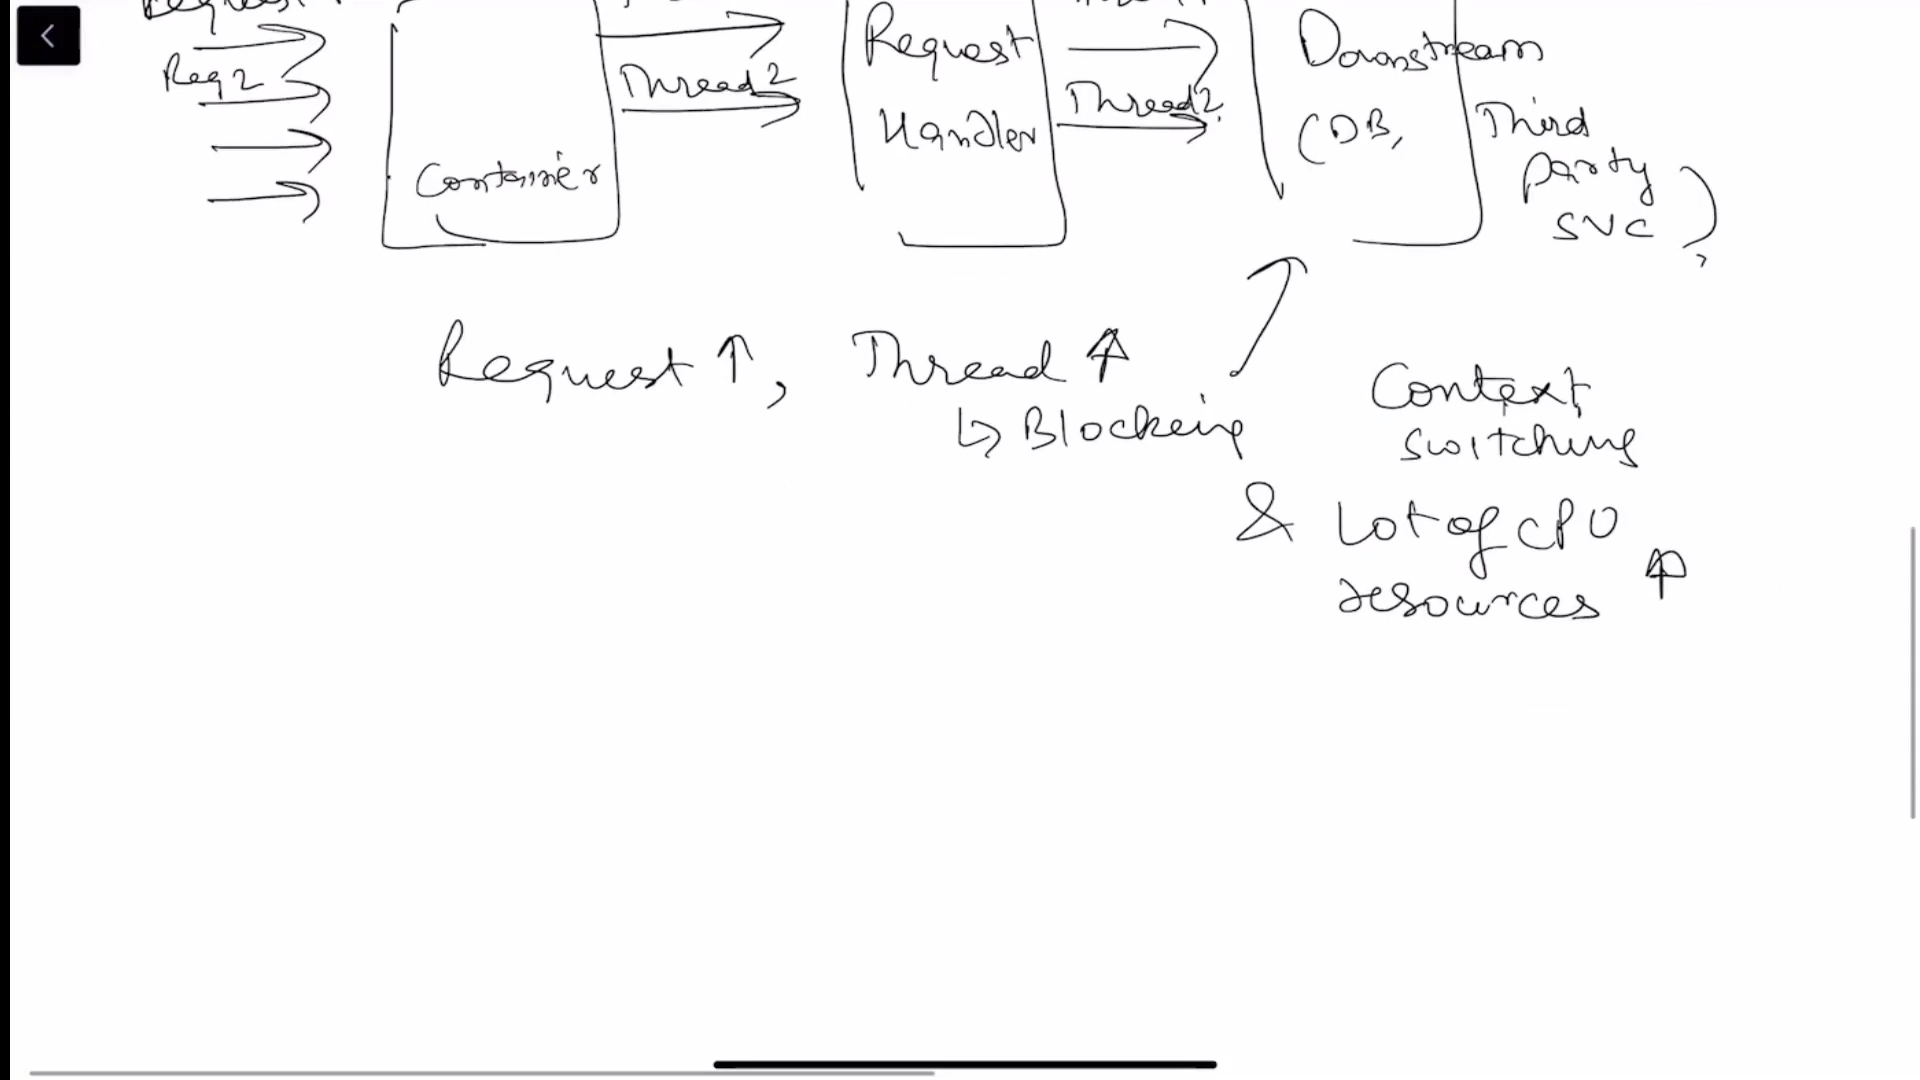 Req 2
Container
Thread 2
Request
Handler
Thread 2
Downstream
(DB, Third
party
SVC)
Request ↑, Thread ↑
↳ Blocking
Context
switching
& Lot of CPU
resources ↑